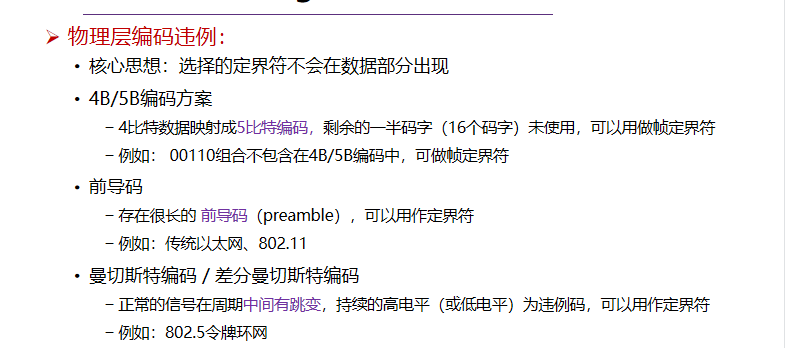 ➢ 物理层编码违例：
• 核心思想：选择的定界符不会在数据部分出现
• 4B/5B编码方案
– 4比特数据映射成5比特编码，剩余的一半码字（16个码字）未使用，可以用做帧定界符
– 例如： 00110组合不包含在4B/5B编码中，可做帧定界符
• 前导码
– 存在很长的 前导码（preamble），可以用作定界符
– 例如：传统以太网、802.11
• 曼切斯特编码 / 差分曼切斯特编码
– 正常的信号在周期中间有跳变，持续的高电平（或低电平）为违例码，可以用作定界符
– 例如：802.5令牌环网